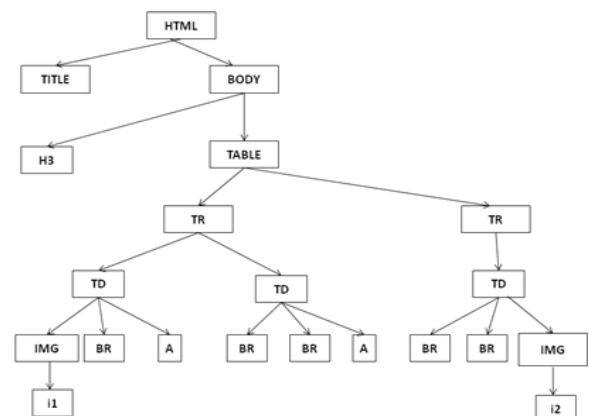 HTML
TITLE BODY
H3 TABLE
TR TR
TD TD TD
IMG BR A BR BR A BR BR IMG
i1 i2